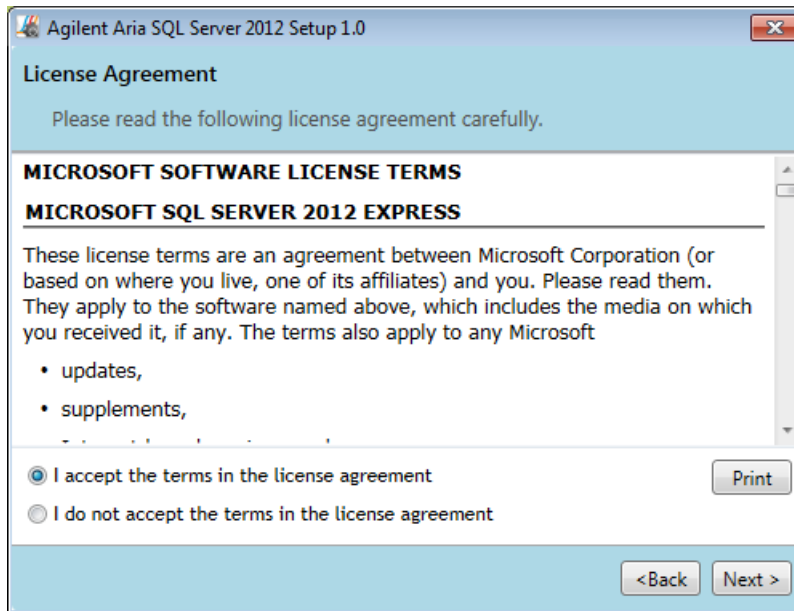 Agilent Aria SQL Server 2012 Setup 1.0
License Agreement
Please read the following license agreement carefully.
MICROSOFT SOFTWARE LICENSE TERMS
MICROSOFT SQL SERVER 2012 EXPRESS
These license terms are an agreement between Microsoft Corporation (or
based on where you live, one of its affiliates) and you. Please read them.
They apply to the software named above, which includes the media on which
you received it, if any. The terms also apply to any Microsoft
• updates,
• supplements,
I accept the terms in the license agreement
Print
I do not accept the terms in the license agreement
<Back
Next >